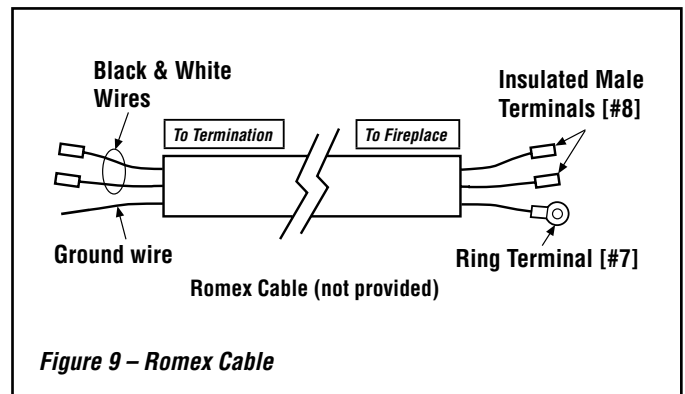 Black & White
Wires
Insulated Male
Terminals [#8]
To Termination
To Fireplace
Ground wire
Ring Terminal [#7]
Romex Cable (not provided)
Figure 9 – Romex Cable